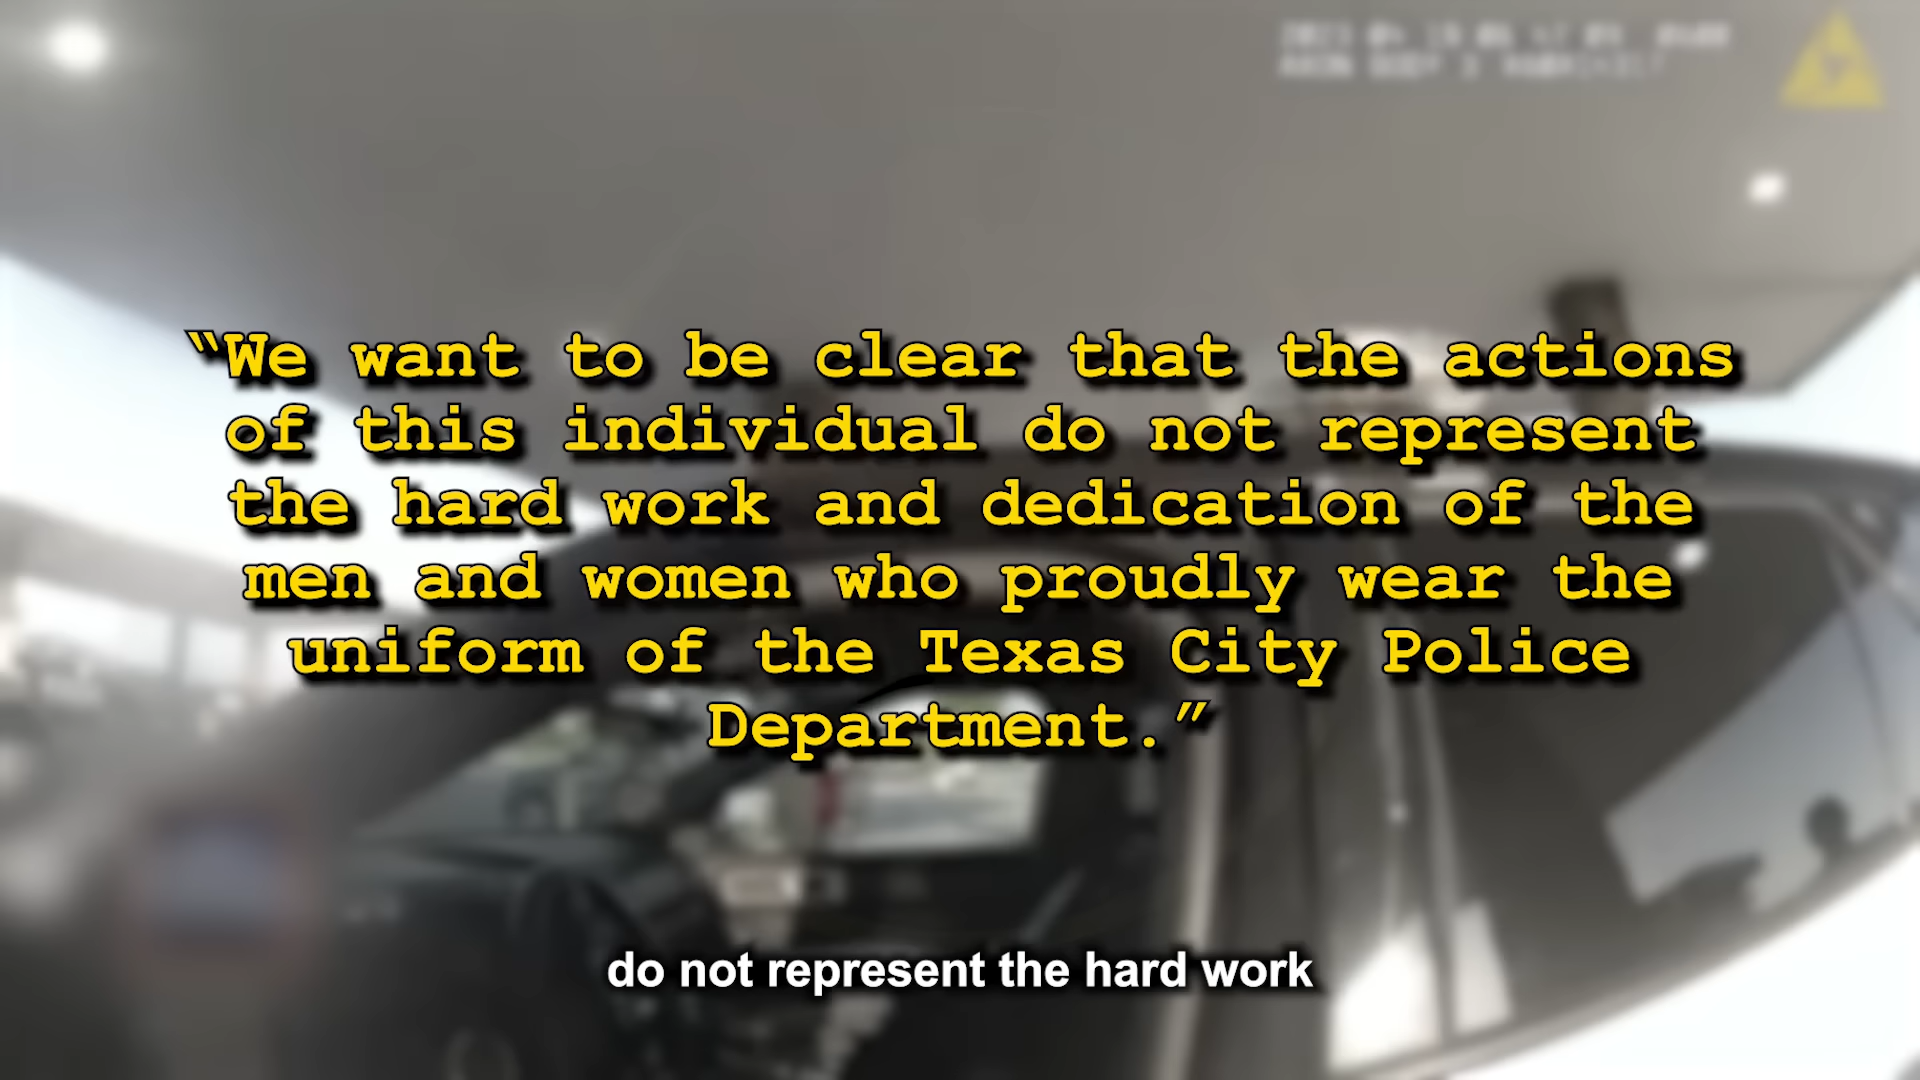 “We want to be clear that the actions
of this individual do not represent
the hard work and dedication of the
men and women who proudly wear the
uniform of the Texas City Police
Department.”
do not represent the hard work